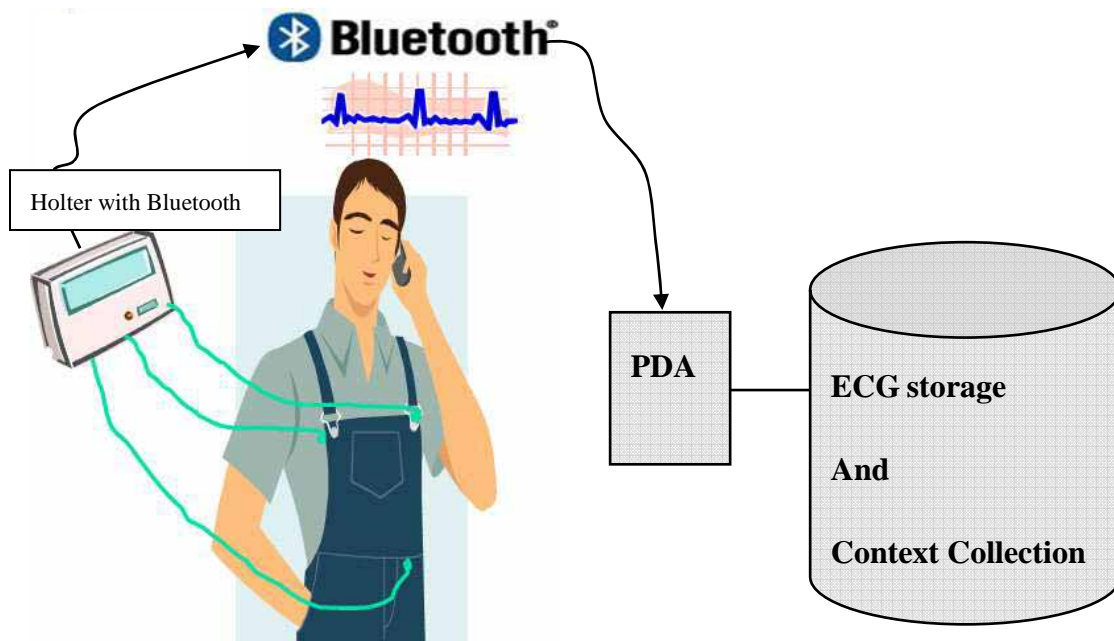 Bluetooth®
Holter with Bluetooth
PDA
ECG storage
And
Context Collection